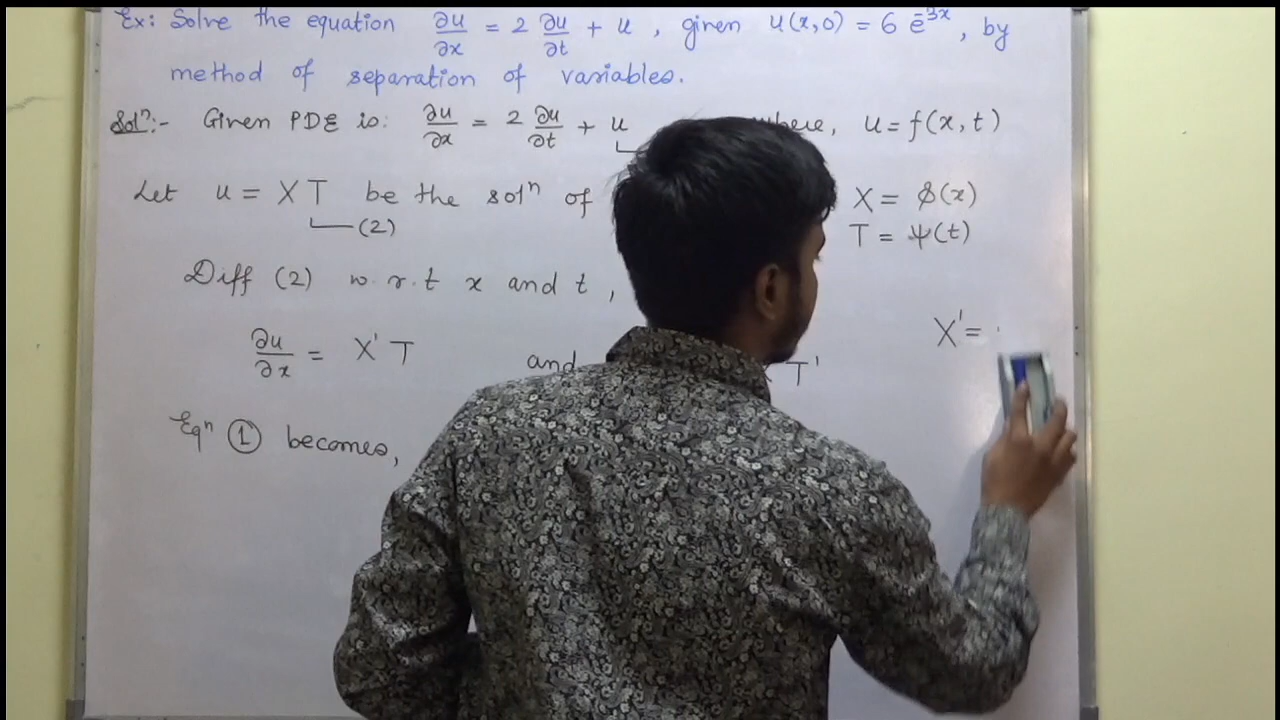 Ex: Solve the equation ∂u/∂x = 2 ∂u/∂t + u , given u(x,0) = 6 e^-3x , by
method of separation of variables.
Solⁿ:- Given PDE is: ∂u/∂x = 2 ∂u/∂t + u where, u = f(x,t)
Let u = X T be the solⁿ of X = ϕ(x)
(2) T = ψ(t)
Diff (2) w.r.t x and t ,
X' =
∂u/∂x = X' T and T'
Eqⁿ ① becomes,